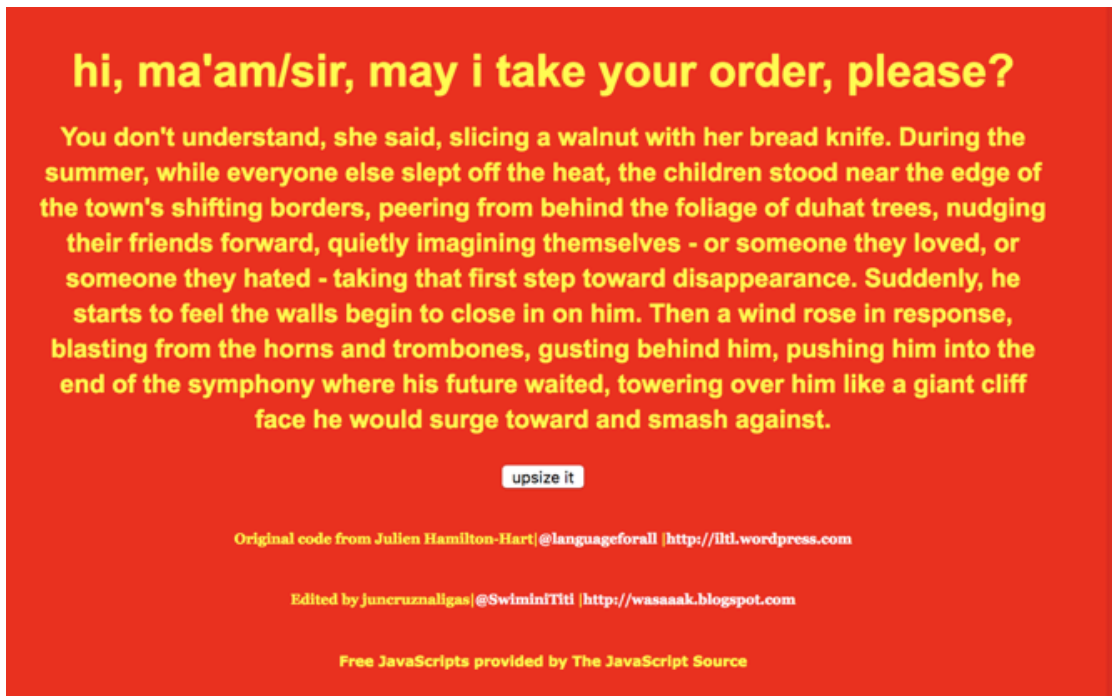 hi, ma'am/sir, may i take your order, please?
You don't understand, she said, slicing a walnut with her bread knife. During the
summer, while everyone else slept off the heat, the children stood near the edge of
the town's shifting borders, peering from behind the foliage of duhat trees, nudging
their friends forward, quietly imagining themselves - or someone they loved, or
someone they hated - taking that first step toward disappearance. Suddenly, he
starts to feel the walls begin to close in on him. Then a wind rose in response,
blasting from the horns and trombones, gusting behind him, pushing him into the
end of the symphony where his future waited, towering over him like a giant cliff
face he would surge toward and smash against.
upsize it
Original code from Julien Hamilton-Hart|@languageforall |http://iltl.wordpress.com
Edited by juncruznaligas|@SwiminiTiti |http://wasaaak.blogspot.com
Free JavaScripts provided by The JavaScript Source